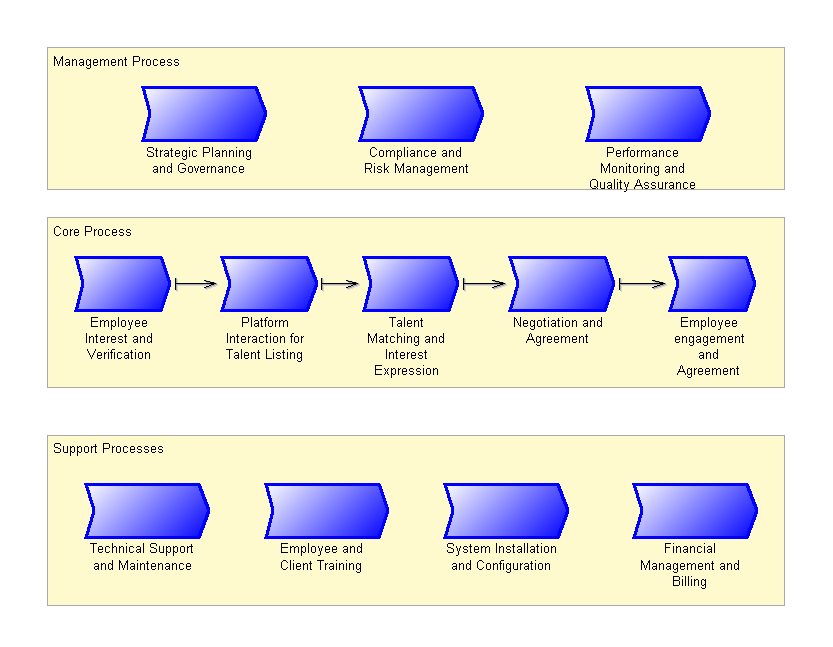 Management Process
Strategic Planning
and Governance
Compliance and
Risk Management
Performance
Monitoring and
Quality Assurance
Core Process
Employee
Interest and
Verification
Platform
Interaction for
Talent Listing
Talent
Matching and
Interest
Expression
Negotiation and
Agreement
Employee
engagement
and
Agreement
Support Processes
Technical Support
and Maintenance
Employee and
Client Training
System Installation
and Configuration
Financial
Management and
Billing